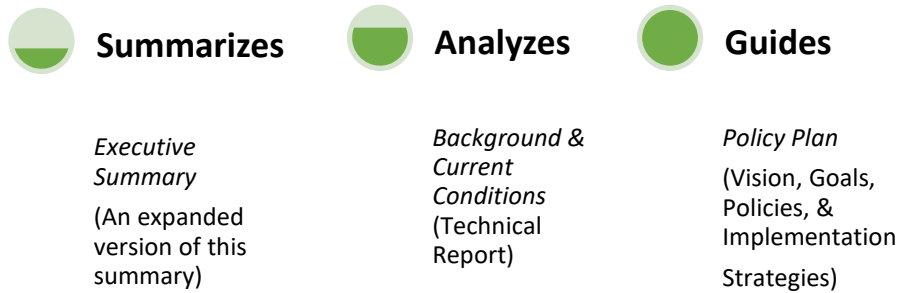 Summarizes
Executive
Summary
(An expanded
version of this
summary)
Analyzes
Background &
Current
Conditions
(Technical
Report)
Guides
Policy Plan
(Vision, Goals,
Policies, &
Implementation
Strategies)